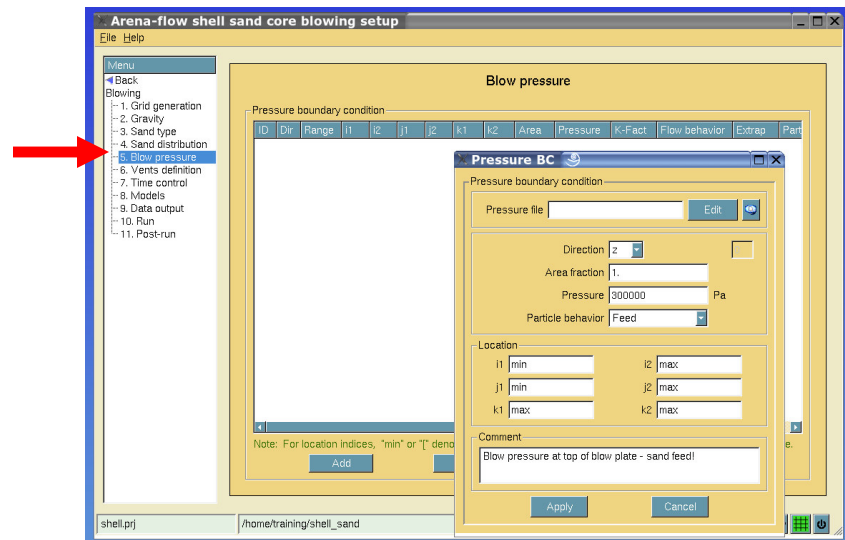 Arena-flow shell sand core blowing setup
File Help
Menu
Back
Blowing
1. Grid generation
2. Gravity
3. Sand type
4. Sand distribution
5. Blow pressure
6. Vents definition
7. Time control
8. Models
9. Data output
10. Run
11. Post-run
Blow pressure
Pressure boundary condition
ID Dir Range i1 i2 j1 j2 k1 k2 Area Pressure K-Fact Flow behavior Extrap Part
Pressure BC
Pressure boundary condition
Pressure file Edit
Direction z
Area fraction 1.
Pressure 300000 Pa
Particle behavior Feed
Location
i1 min i2 max
j1 min j2 max
k1 max k2 max
Comment
Blow pressure at top of blow plate - sand feed!
Apply Cancel
Note: For location indices, "min" or "[" deno e.
Add
shell.prj /home/training/shell_sand